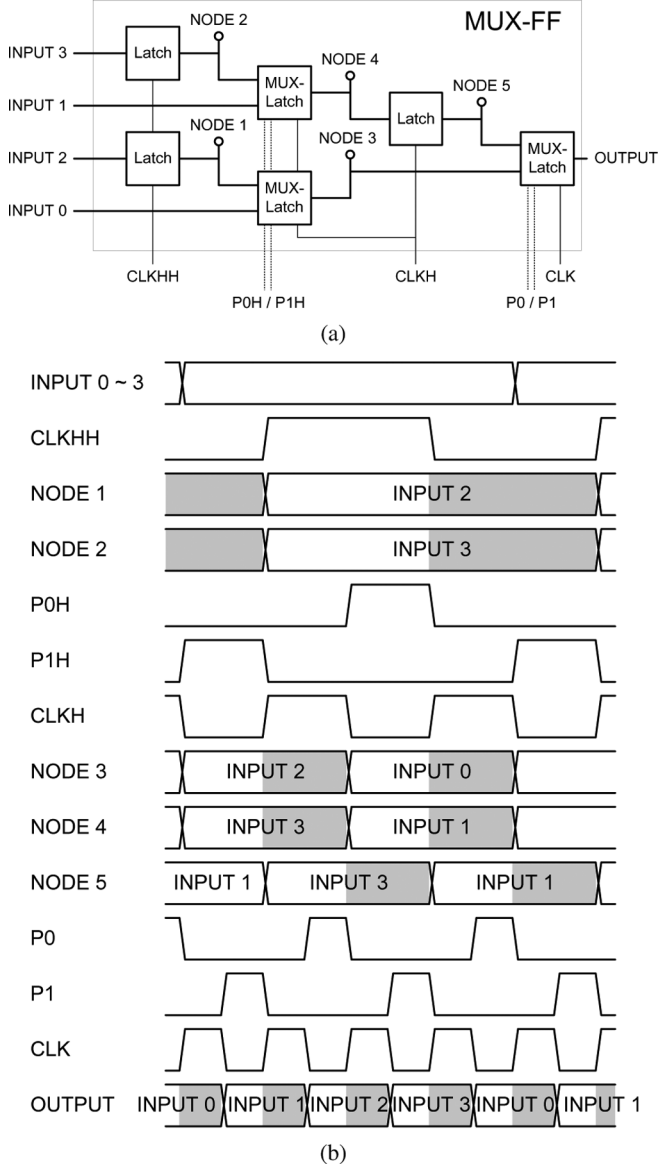 MUX-FF
NODE 2
INPUT 3
Latch
NODE 4
MUX-
Latch
NODE 5
INPUT 1
NODE 1
Latch
NODE 3
INPUT 2
Latch
MUX-
Latch
OUTPUT
MUX-
Latch
INPUT 0
CLKHH
CLKH
CLK
P0H / P1H
P0 / P1
(a)
INPUT 0 ~ 3
CLKHH
NODE 1 INPUT 2
NODE 2 INPUT 3
P0H
P1H
CLKH
NODE 3 INPUT 2 INPUT 0
NODE 4 INPUT 3 INPUT 1
NODE 5 INPUT 1 INPUT 3 INPUT 1
P0
P1
CLK
OUTPUT INPUT 0 INPUT 1 INPUT 2 INPUT 3 INPUT 0 INPUT 1
(b)